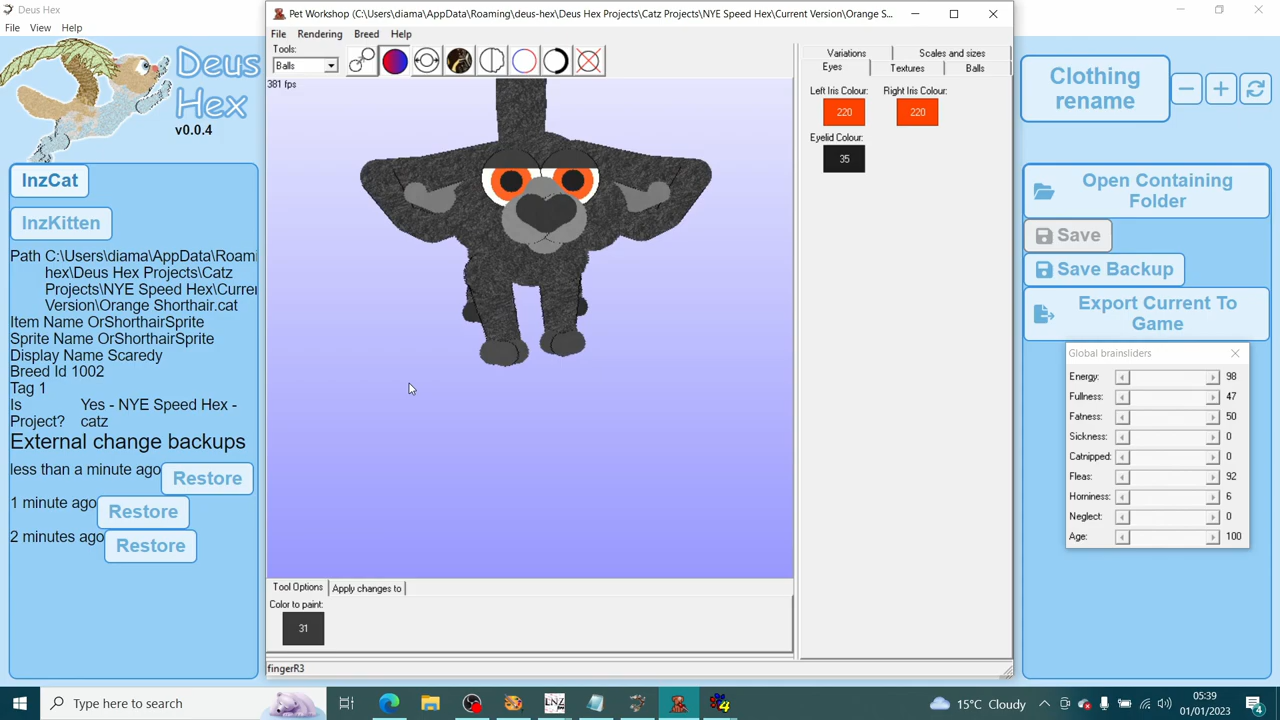 Deus Hex
File View Help
Deus
Hex
v0.0.4
lnzCat
lnzKitten
Path C:\Users\diama\AppData\Roami
hex\Deus Hex Projects\Catz
Projects\NYE Speed Hex\Curre
Version\Orange Shorthair.cat
Item Name OrShorthairSprite
Sprite Name OrShorthairSprite
Display Name Scaredy
Breed Id 1002
Tag 1
Is Yes - NYE Speed Hex -
Project? catz
External change backups
less than a minute ago Restore
1 minute ago Restore
2 minutes ago Restore
Pet Workshop (C:\Users\diama\AppData\Roaming\deus-hex\Deus Hex Projects\Catz Projects\NYE Speed Hex\Current Version\Orange S...
File Rendering Breed Help
Tools:
Balls
381 fps
Variations Scales and sizes
Eyes Textures Balls
Left Iris Colour: Right Iris Colour:
220 220
Eyelid Colour:
35
Tool Options Apply changes to
Color to paint:
31
fingerR3
Clothing
rename
Open Containing
Folder
Save
Save Backup
Export Current To
Game
Global brainsliders
Energy: 98
Fullness: 47
Fatness: 50
Sickness: 0
Catnipped: 0
Fleas: 92
Horniness: 6
Neglect: 0
Age: 100
Type here to search
LNZ
4
15°C Cloudy
05:39
01/01/2023
4